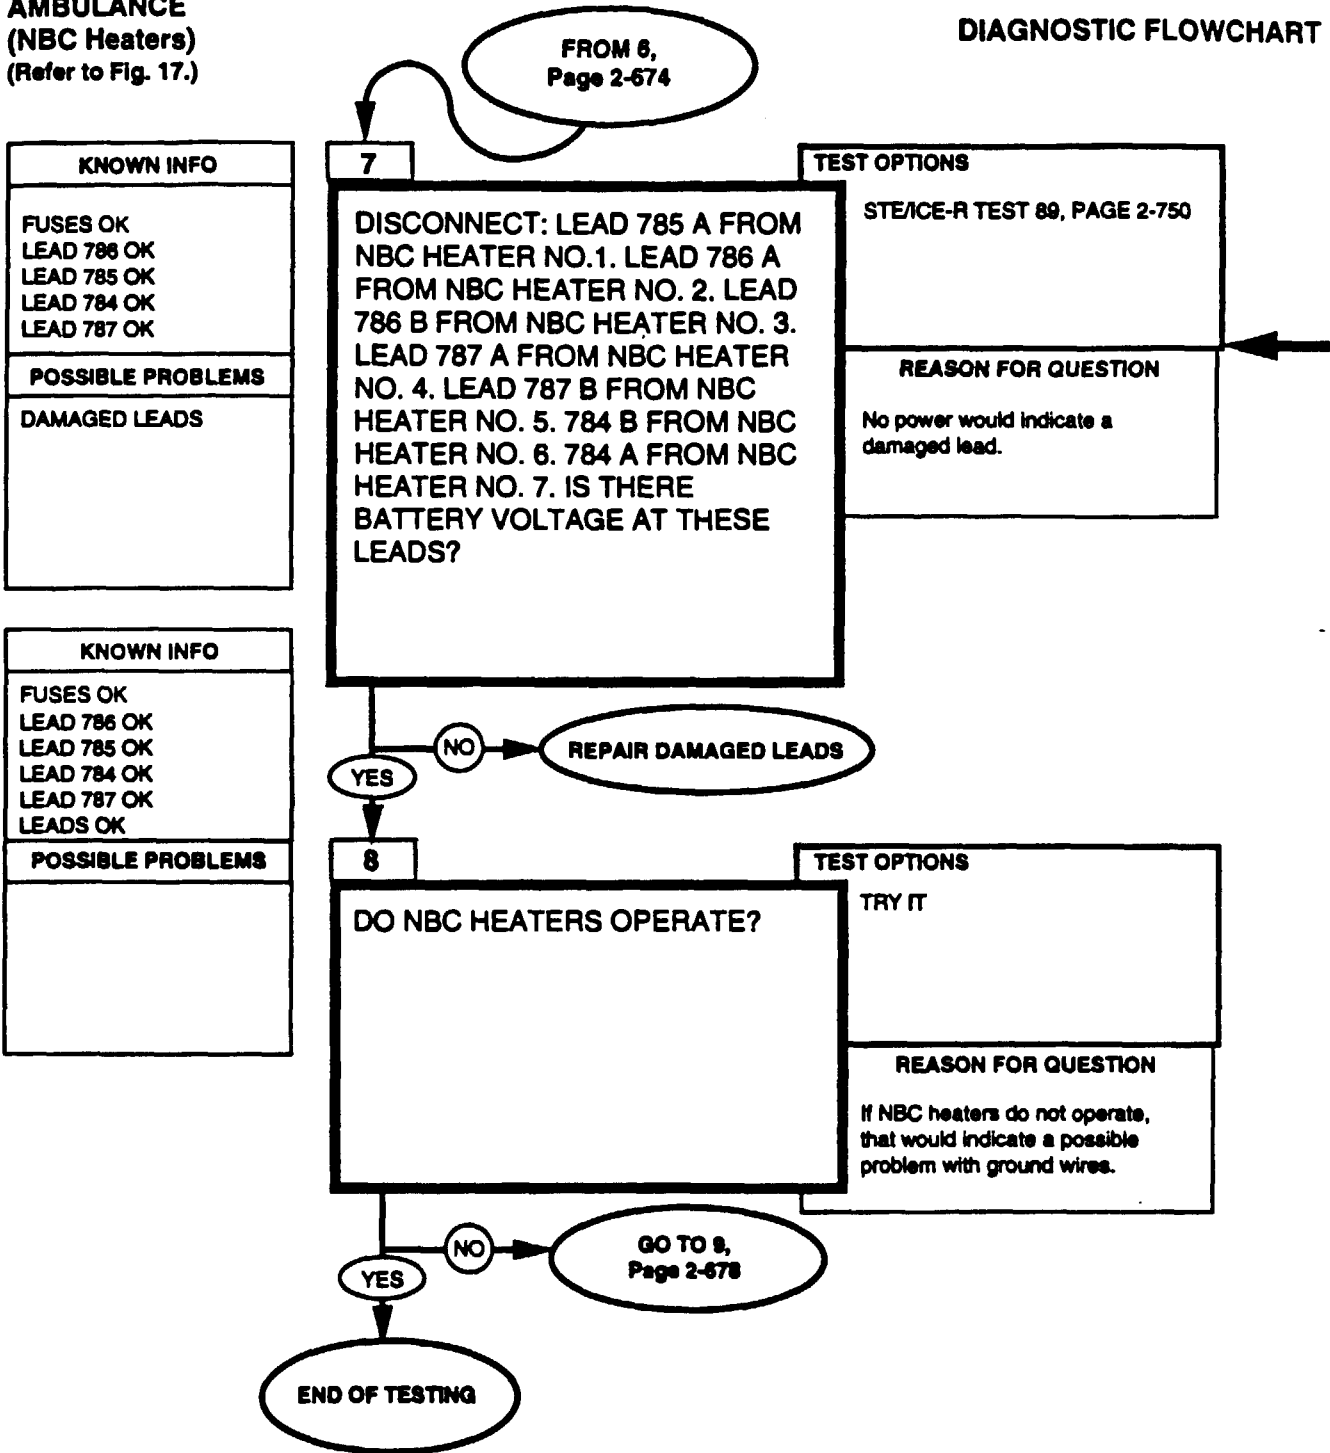 AMBULANCE
(NBC Heaters)
(Refer to Fig. 17.)
DIAGNOSTIC FLOWCHART
FROM 6,
Page 2-674
KNOWN INFO
FUSES OK
LEAD 786 OK
LEAD 785 OK
LEAD 784 OK
LEAD 787 OK
POSSIBLE PROBLEMS
DAMAGED LEADS
7
DISCONNECT: LEAD 785 A FROM
NBC HEATER NO.1. LEAD 786 A
FROM NBC HEATER NO. 2. LEAD
786 B FROM NBC HEATER NO. 3.
LEAD 787 A FROM NBC HEATER
NO. 4. LEAD 787 B FROM NBC
HEATER NO. 5. 784 B FROM NBC
HEATER NO. 6. 784 A FROM NBC
HEATER NO. 7. IS THERE
BATTERY VOLTAGE AT THESE
LEADS?
TEST OPTIONS
STE/ICE-R TEST 89, PAGE 2-750
REASON FOR QUESTION
No power would indicate a
damaged lead.
NO
REPAIR DAMAGED LEADS
YES
KNOWN INFO
FUSES OK
LEAD 786 OK
LEAD 785 OK
LEAD 784 OK
LEAD 787 OK
LEADS OK
POSSIBLE PROBLEMS
8
DO NBC HEATERS OPERATE?
TEST OPTIONS
TRY IT
REASON FOR QUESTION
If NBC heaters do not operate,
that would indicate a possible
problem with ground wires.
NO
GO TO 9,
Page 2-678
YES
END OF TESTING